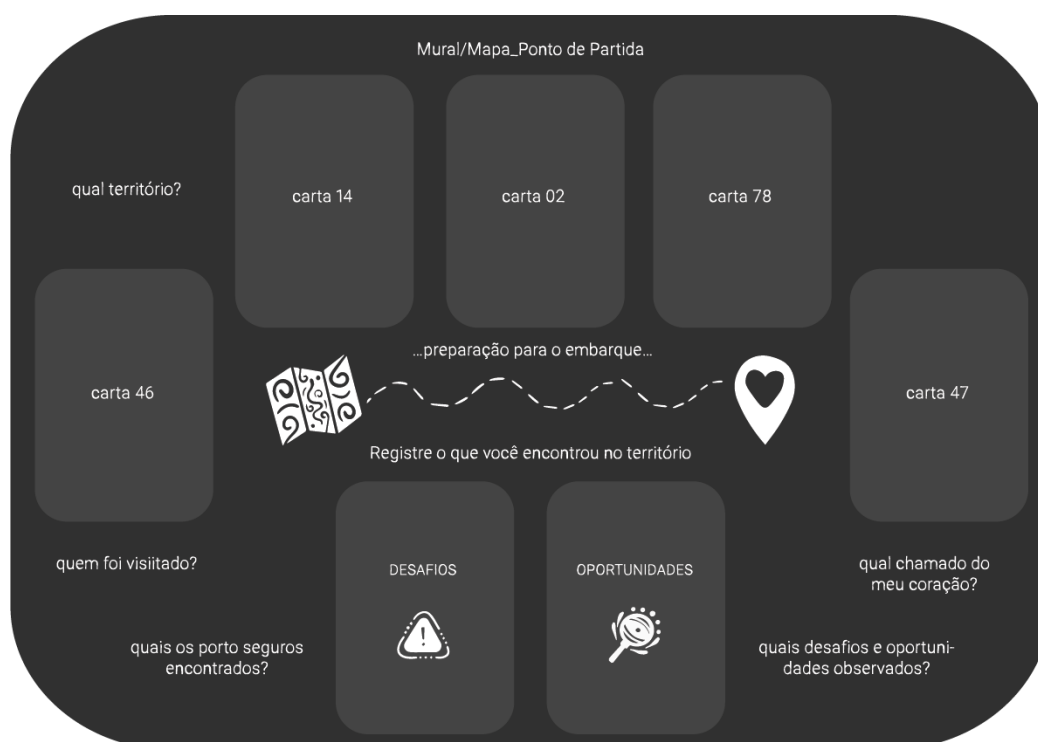 Mural/Mapa_Ponto de Partida
qual território?
carta 14
carta 02
carta 78
carta 46
...preparação para o embarque...
carta 47
Registre o que você encontrou no território
quem foi visiitado?
DESAFIOS
OPORTUNIDADES
qual chamado do
meu coração?
quais os porto seguros
encontrados?
quais desafios e oportuni-
dades observados?